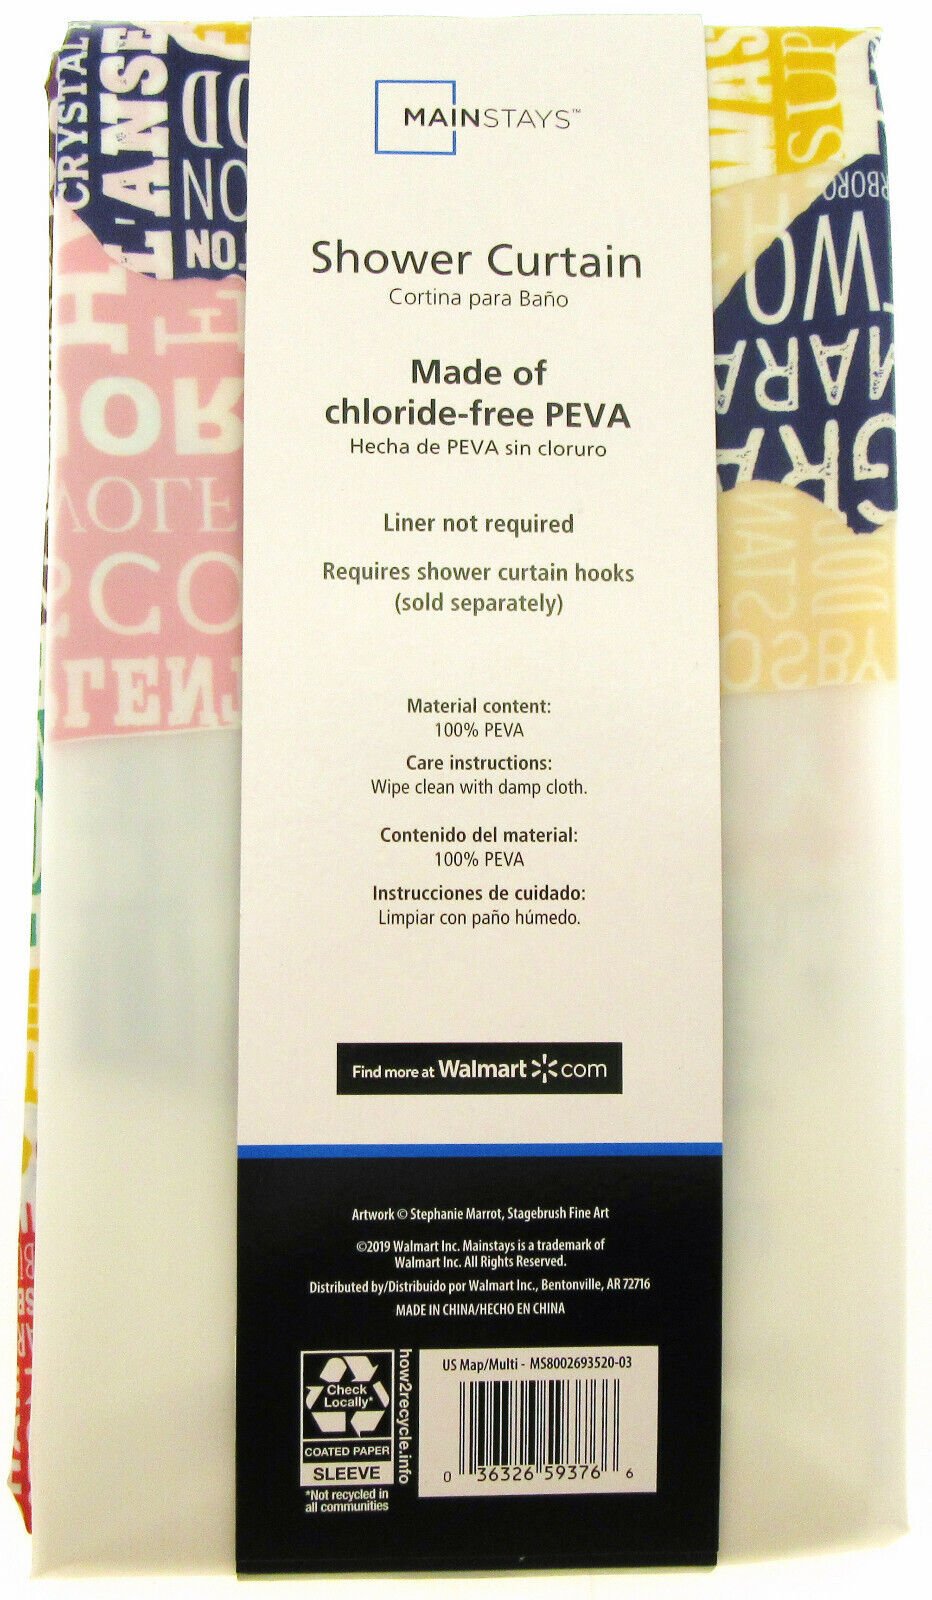 MAINSTAYS™
Shower Curtain
Cortina para Baño
Made of
chloride-free PEVA
Hecha de PEVA sin cloruro
Liner not required
Requires shower curtain hooks
(sold separately)
Material content:
100% PEVA
Care instructions:
Wipe clean with damp cloth.
Contenido del material:
100% PEVA
Instrucciones de cuidado:
Limpiar con paño húmedo.
Find more at Walmart com
Artwork © Stephanie Marrot, Stagebrush Fine Art
©2019 Walmart Inc. Mainstays is a trademark of
Walmart Inc. All Rights Reserved.
Distributed by/Distribuido por Walmart Inc., Bentonville, AR 72716
MADE IN CHINA/HECHO EN CHINA
Check
Locally*
COATED PAPER
SLEEVE
*Not recycled in
all communities
how2recycle.info
US Map/Multi - MS8002693520-03
0 36326 59376 6
CRYSTAL
L'ANSE
TWO
MARA
OSBY